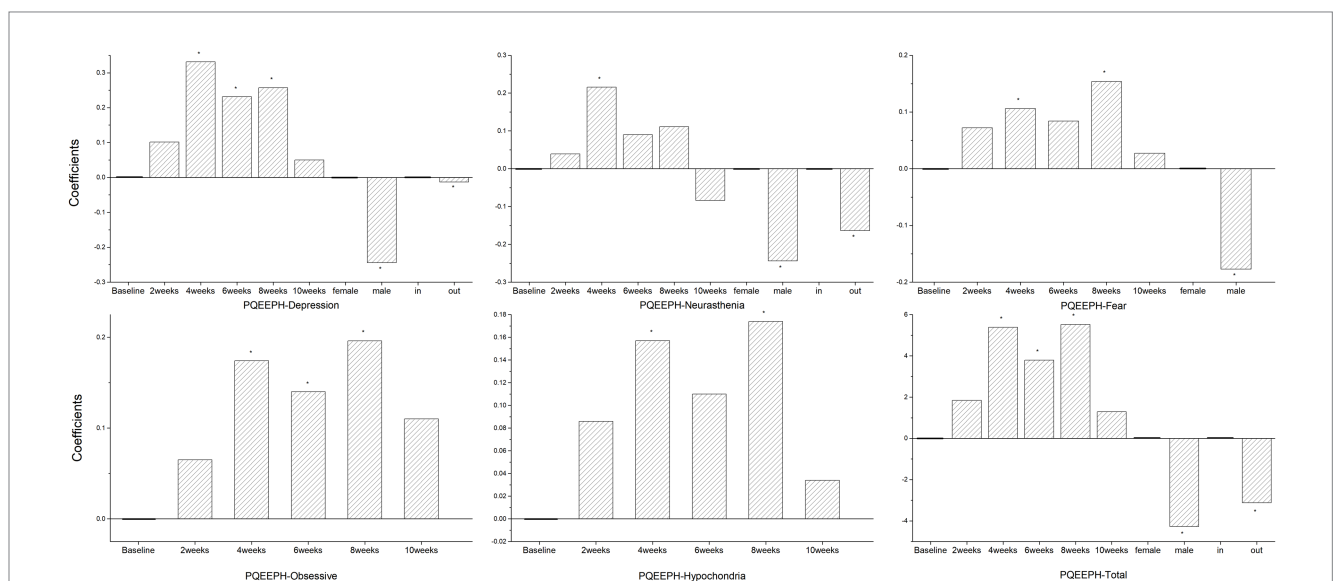 Coefficients
0.3
0.2
0.1
0.0
-0.1
-0.2
-0.3
* * * * *
Baseline 2weeks 4weeks 6weeks 8weeks 10weeks female male in out
PQEEPH-Depression
0.3
0.2
0.1
0.0
-0.1
-0.2
-0.3
* * *
Baseline 2weeks 4weeks 6weeks 8weeks 10weeks female male in out
PQEEPH-Neurasthenia
0.2
0.1
0.0
-0.1
-0.2
* * *
Baseline 2weeks 4weeks 6weeks 8weeks 10weeks female male
PQEEPH-Fear
Coefficients
0.2
0.1
0.0
* * *
Baseline 2weeks 4weeks 6weeks 8weeks 10weeks
PQEEPH-Obsessive
0.18
0.16
0.14
0.12
0.10
0.08
0.06
0.04
0.02
0.00
-0.02
* *
Baseline 2weeks 4weeks 6weeks 8weeks 10weeks
PQEEPH-Hypochondria
6
4
2
0
-2
-4
* * * * *
Baseline 2weeks 4weeks 6weeks 8weeks 10weeks female male in out
PQEEPH-Total